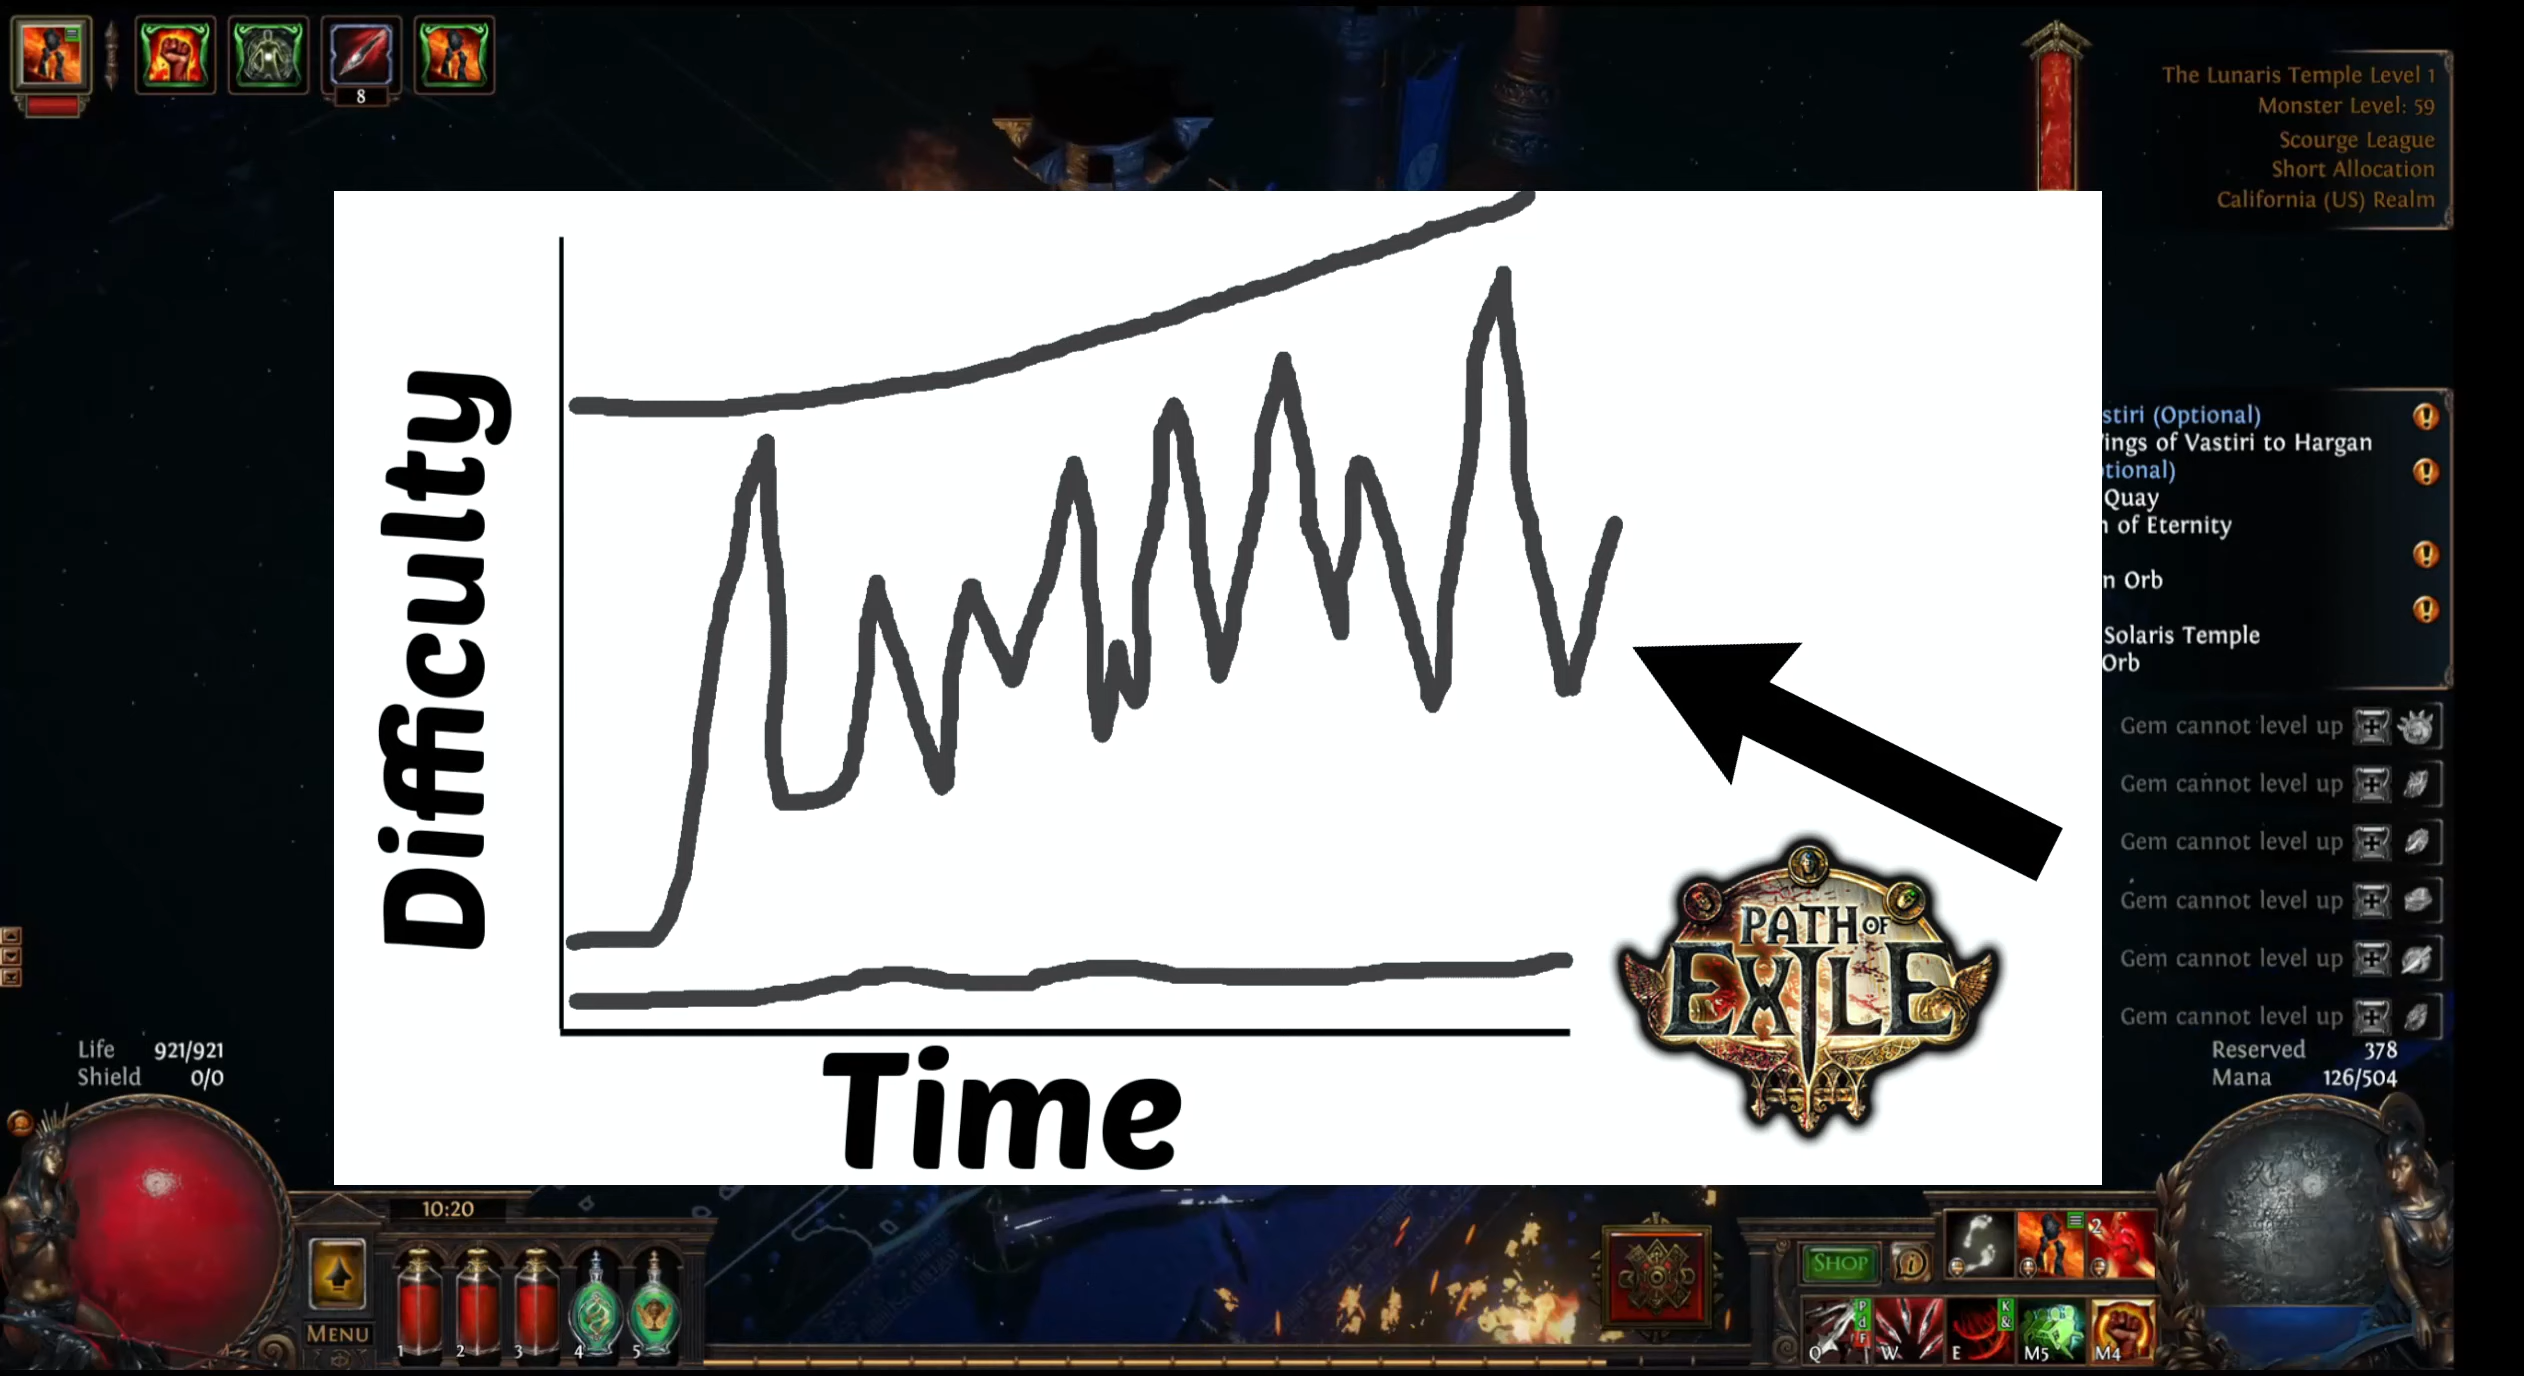 8
The Lunaris Temple Level 1
Monster Level: 59
Scourge League
Short Allocation
California (US) Realm
Difficulty
Time
PATH OF
EXILE
stiri (Optional)
ings of Vastiri to Hargan
tional)
Quay
of Eternity
n Orb
Solaris Temple
Orb
Gem cannot level up
Gem cannot level up
Gem cannot level up
Gem cannot level up
Gem cannot level up
Gem cannot level up
Life 921/921
Shield 0/0
Reserved 378
Mana 126/504
10:20
MENU
1 2 3 4 5
SHOP
2
Q W E M5 M4
P
d
F
K
&